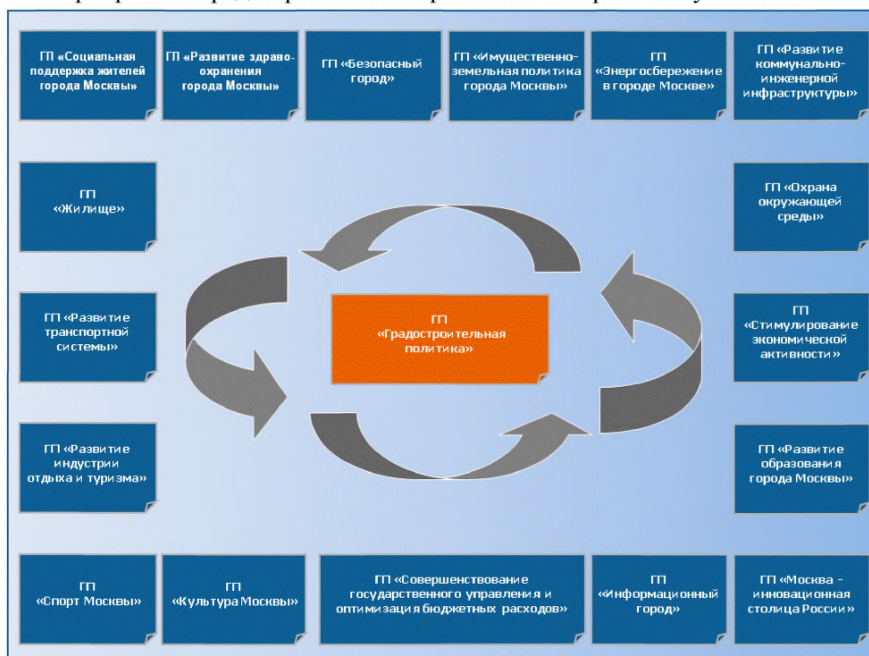 ГП «Социальная
поддержка жителей
города Москвы»
ГП «Развитие здраво-
охранения
города Москвы»
ГП «Безопасный
город»
ГП «Имущественно-
земельная политика
города Москвы»
ГП
«Энергосбережение
в городе Москве»
ГП «Развитие
коммунально-
инженерной
инфраструктуры»
ГП
«Жилище»
ГП «Охрана
окружающей
среды»
ГП «Развитие
транспортной
системы»
ГП
«Градостроительная
политика»
ГП
«Стимулирование
экономической
активности»
ГП «Развитие
индустрии
отдыха и туризма»
ГП «Развитие
образования
города Москвы»
ГП
«Спорт Москвы»
ГП
«Культура Москвы»
ГП «Совершенствование
государственного управления и
оптимизация бюджетных расходов»
ГП
«Информационный
город»
ГП «Москва –
инновационная
столица России»